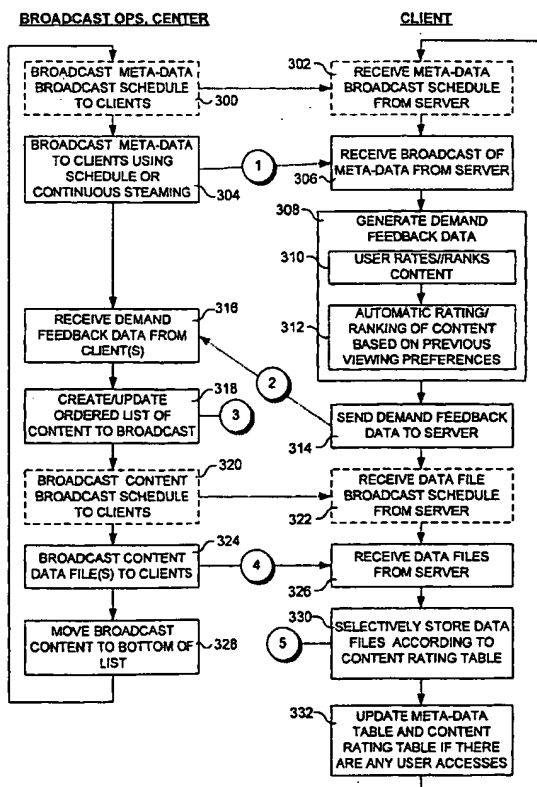 BROADCAST OPS. CENTER
CLIENT
BROADCAST META-DATA
BROADCAST SCHEDULE
TO CLIENTS
300
302
RECEIVE META-DATA
BROADCAST SCHEDULE
FROM SERVER
BROADCAST META-DATA
TO CLIENTS USING
SCHEDULE OR
CONTINUOUS STEAMING
304
1
RECEIVE BROADCAST OF
META-DATA FROM SERVER
306
308
GENERATE DEMAND
FEEDBACK DATA
310
USER RATES//RANKS
CONTENT
312
AUTOMATIC RATING/
RANKING OF CONTENT
BASED ON PREVIOUS
VIEWING PREFERENCES
316
RECEIVE DEMAND
FEEDBACK DATA FROM
CLIENT(S)
2
318
CREATE/UPDATE
ORDERED LIST OF
CONTENT TO BROADCAST
3
SEND DEMAND FEEDBACK
DATA TO SERVER
314
320
BROADCAST CONTENT
BROADCAST SCHEDULE
TO CLIENTS
RECEIVE DATA FILE
BROADCAST SCHEDULE
FROM SERVER
322
324
BROADCAST CONTENT
DATA FILE(S) TO CLIENTS
4
RECEIVE DATA FILES
FROM SERVER
326
MOVE BROADCAST
CONTENT TO BOTTOM OF
LIST
328
330
5
SELECTIVELY STORE DATA
FILES ACCORDING TO
CONTENT RATING TABLE
332
UPDATE META-DATA
TABLE AND CONTENT
RATING TABLE IF THERE
ARE ANY USER ACCESSES